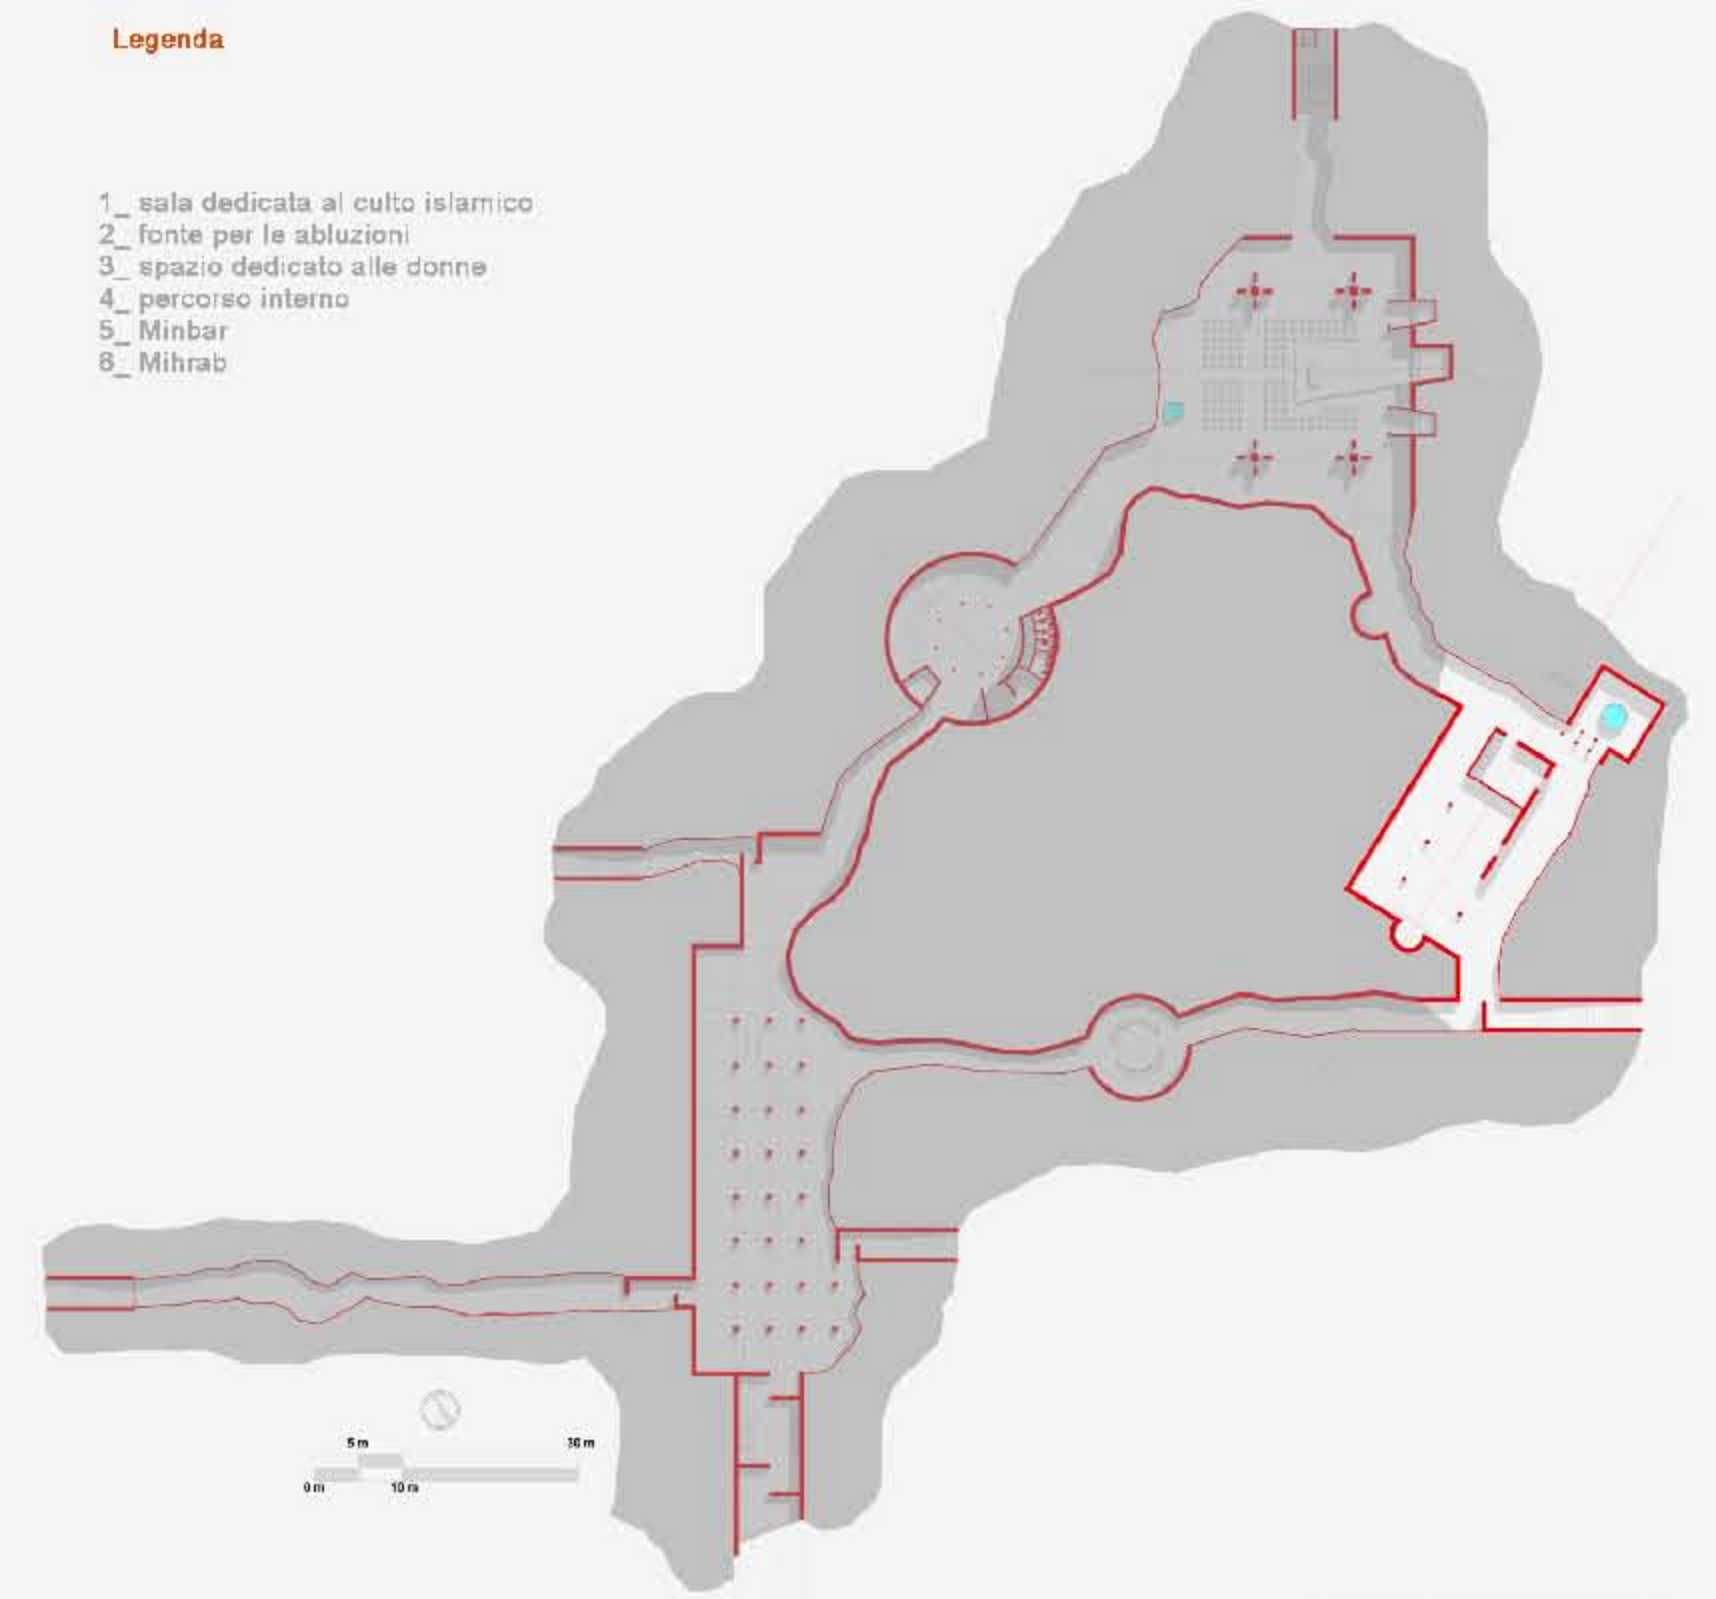 Legenda
1_ sala dedicata al culto islamico
2_ fonte per le abluzioni
3_ spazio dedicato alle donne
4_ percorso interno
5_ Minbar
6_ Mihrab
5 m 30 m
0 m 10 m